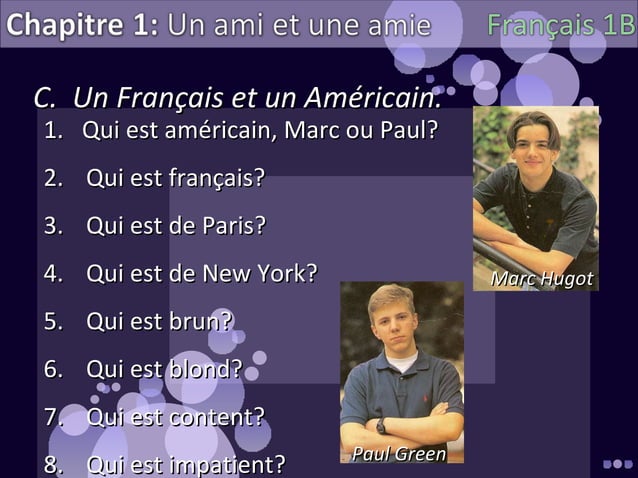 Chapitre 1: Un ami et une amie
Français 1B
C. Un Français et un Américain.
1. Qui est américain, Marc ou Paul?
2. Qui est français?
3. Qui est de Paris?
4. Qui est de New York?
Marc Hugot
5. Qui est brun?
6. Qui est blond?
7. Qui est content?
Paul Green
8. Qui est impatient?